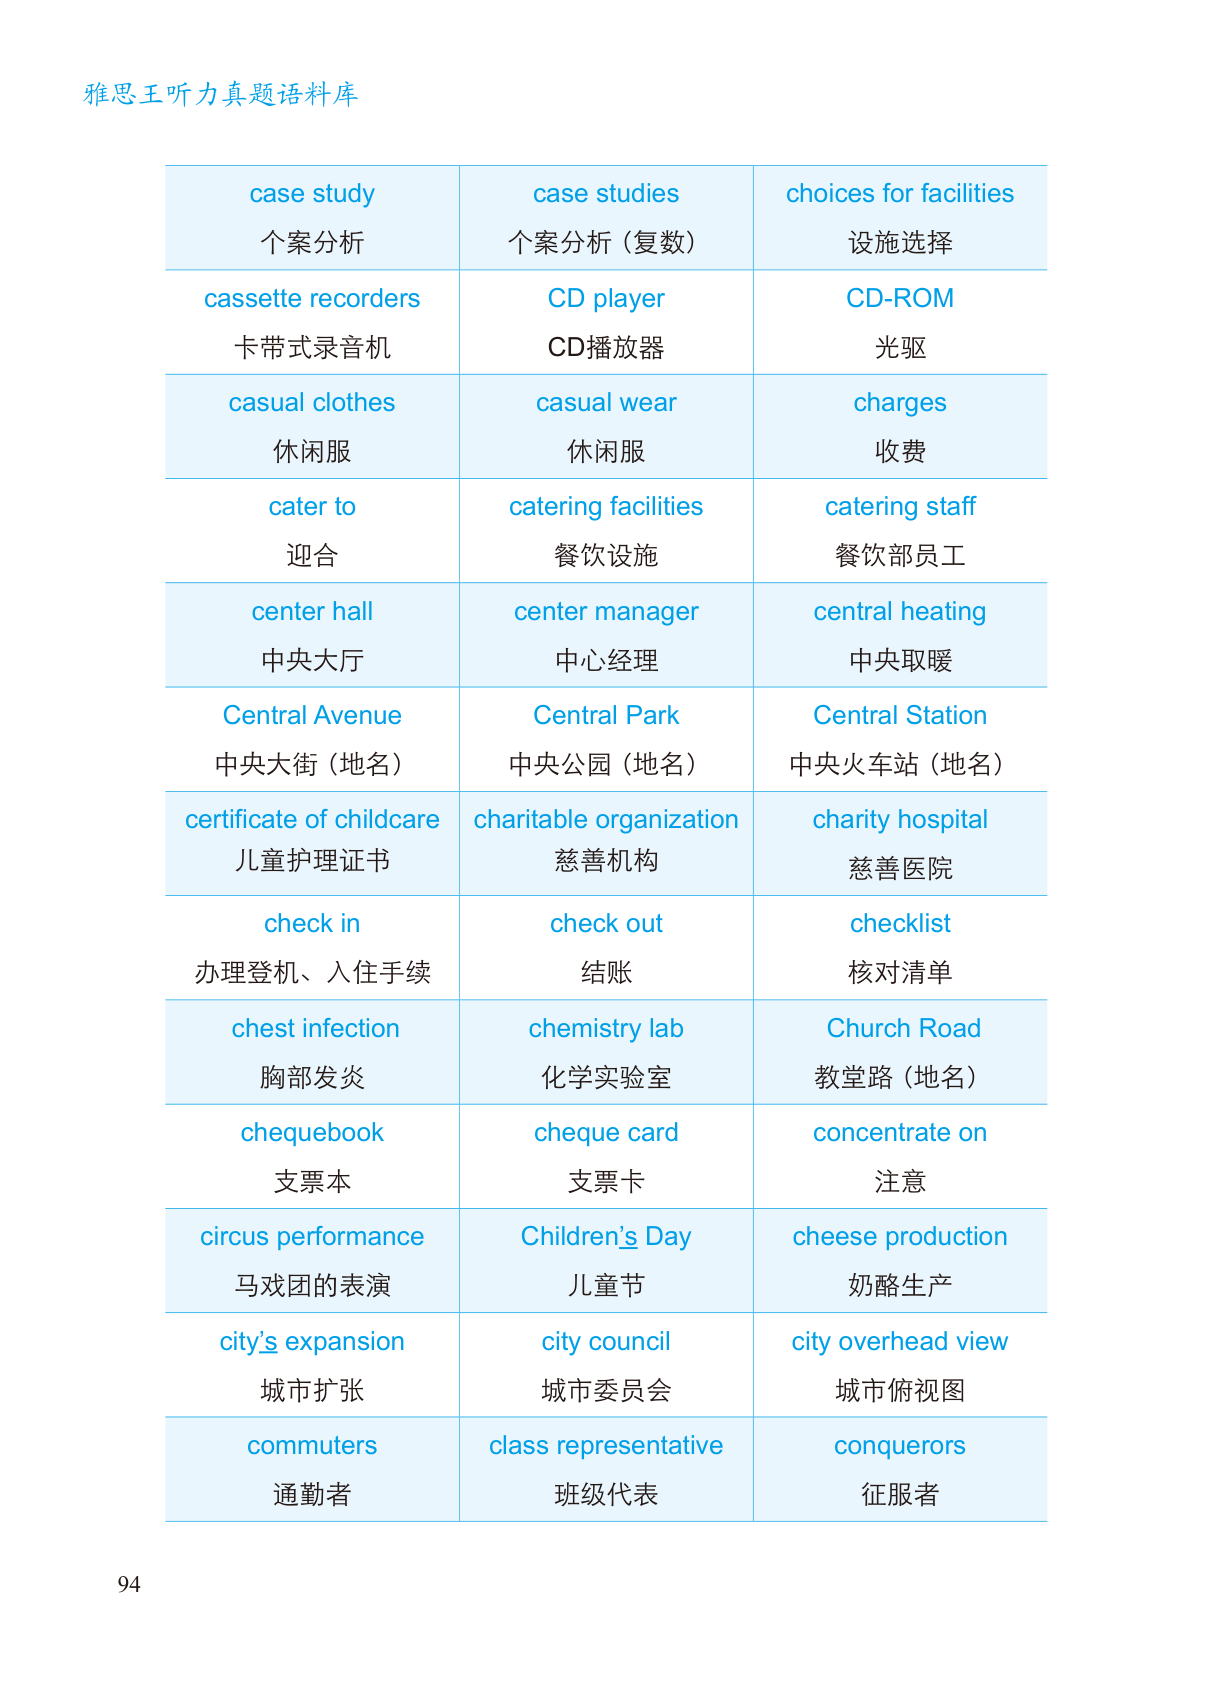 雅思王听力真题语料库
case study
个案分析
case studies
个案分析（复数）
choices for facilities
设施选择
cassette recorders
卡带式录音机
CD player
CD播放器
CD-ROM
光驱
casual clothes
休闲服
casual wear
休闲服
charges
收费
cater to
迎合
catering facilities
餐饮设施
catering staff
餐饮部员工
center hall
中央大厅
center manager
中心经理
central heating
中央取暖
Central Avenue
中央大街（地名）
Central Park
中央公园（地名）
Central Station
中央火车站（地名）
certificate of childcare
儿童护理证书
charitable organization
慈善机构
charity hospital
慈善医院
check in
办理登机、入住手续
check out
结账
checklist
核对清单
chest infection
胸部发炎
chemistry lab
化学实验室
Church Road
教堂路（地名）
chequebook
支票本
cheque card
支票卡
concentrate on
注意
circus performance
马戏团的表演
Children’s Day
儿童节
cheese production
奶酪生产
city’s expansion
城市扩张
city council
城市委员会
city overhead view
城市俯视图
commuters
通勤者
class representative
班级代表
conquerors
征服者
94